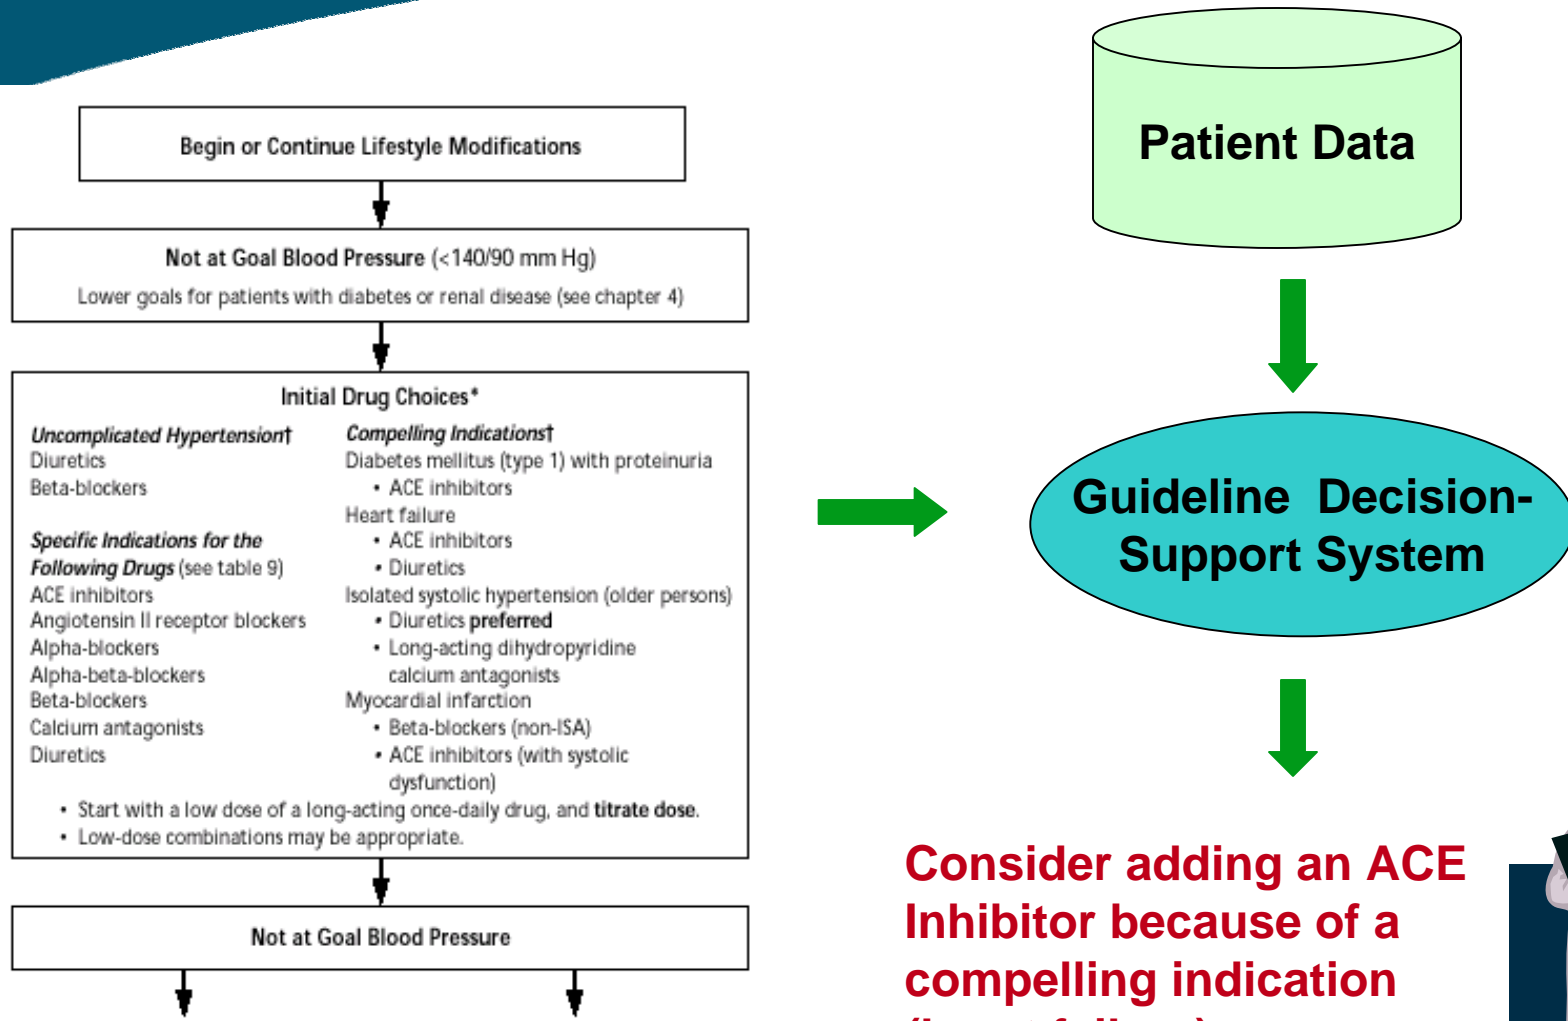 Begin or Continue Lifestyle Modifications
Not at Goal Blood Pressure (<140/90 mm Hg)
Lower goals for patients with diabetes or renal disease (see chapter 4)
Initial Drug Choices*
Uncomplicated Hypertension†
Diuretics
Beta-blockers
Specific Indications for the
Following Drugs (see table 9)
ACE inhibitors
Angiotensin II receptor blockers
Alpha-blockers
Alpha-beta-blockers
Beta-blockers
Calcium antagonists
Diuretics
Compelling Indications†
Diabetes mellitus (type 1) with proteinuria
• ACE inhibitors
Heart failure
• ACE inhibitors
• Diuretics
Isolated systolic hypertension (older persons)
• Diuretics preferred
• Long-acting dihydropyridine
calcium antagonists
Myocardial infarction
• Beta-blockers (non-ISA)
• ACE inhibitors (with systolic
dysfunction)
• Start with a low dose of a long-acting once-daily drug, and titrate dose.
• Low-dose combinations may be appropriate.
Not at Goal Blood Pressure
Patient Data
Guideline Decision-
Support System
Consider adding an ACE
Inhibitor because of a
compelling indication